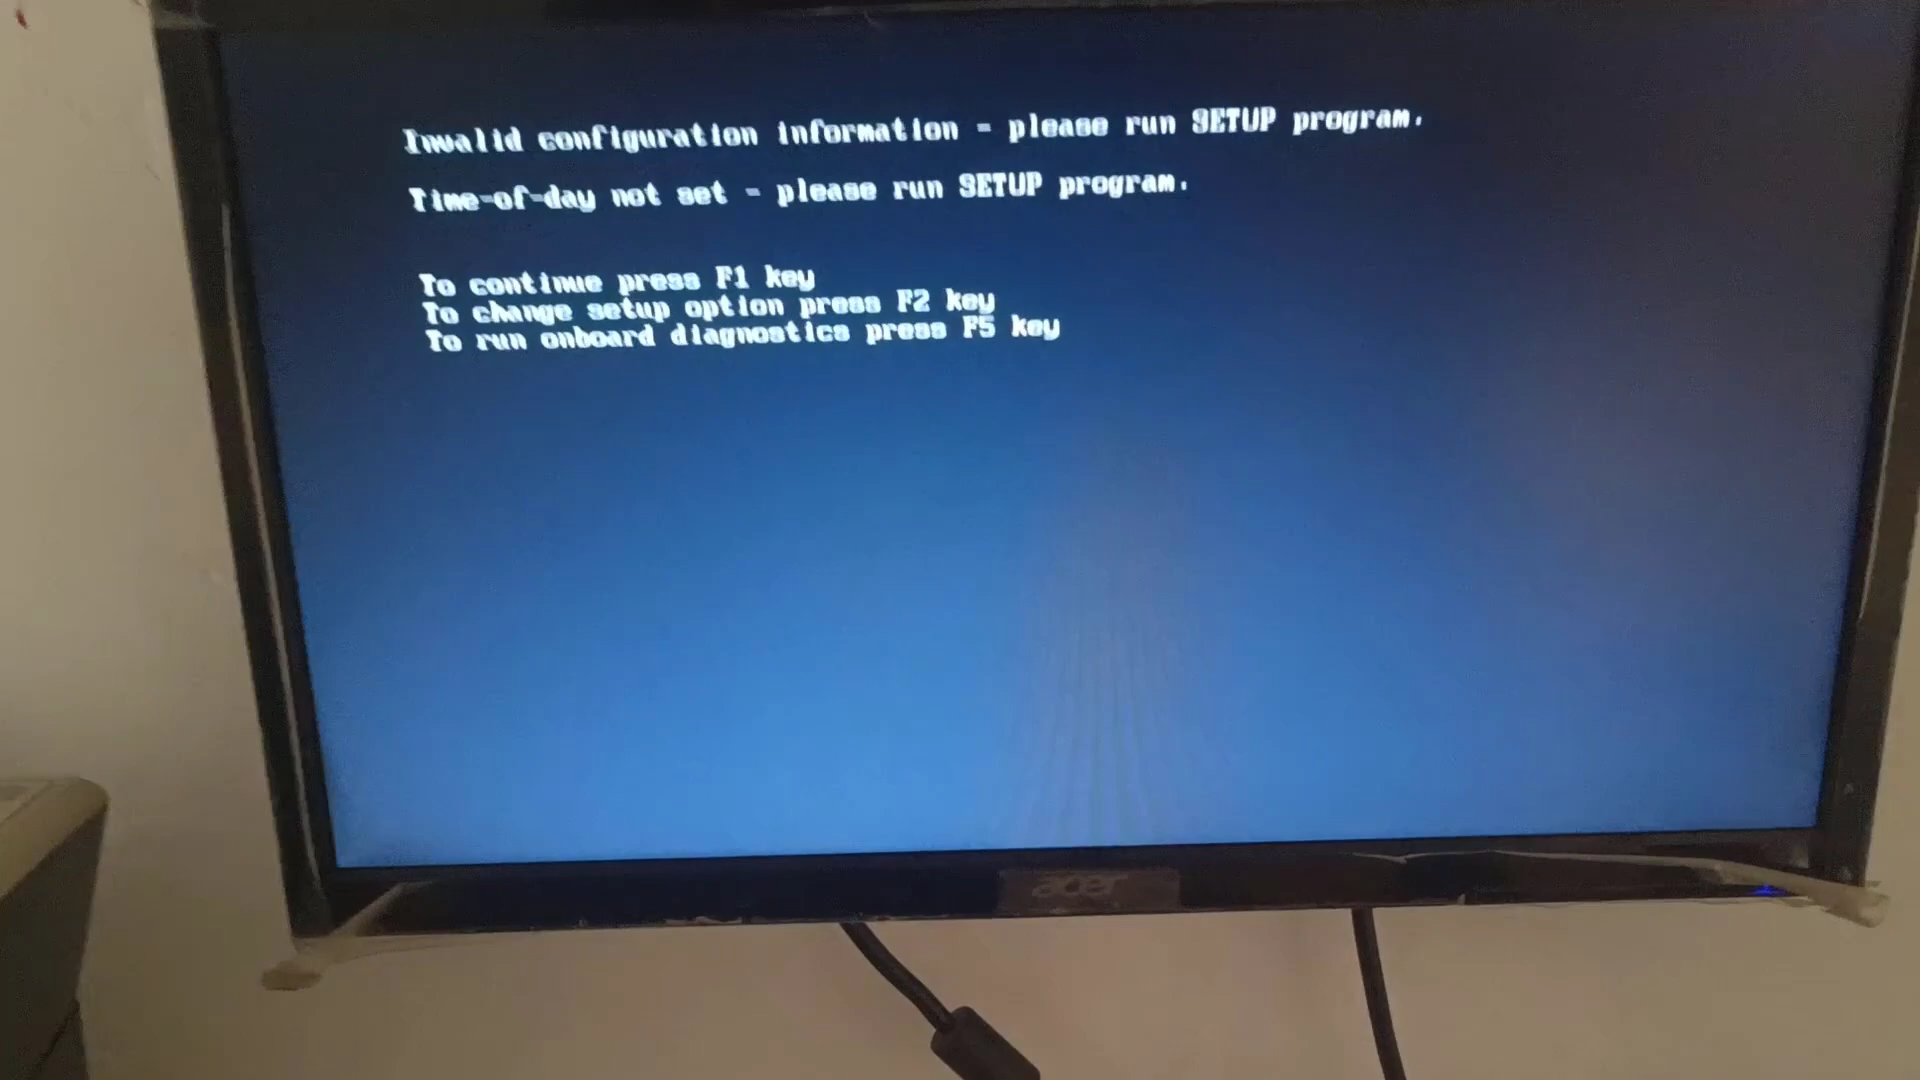 Invalid configuration information - please run SETUP program.
Time-of-day not set - please run SETUP program.
To continue press F1 key
To change setup option press F2 key
To run onboard diagnostics press F5 key
acer